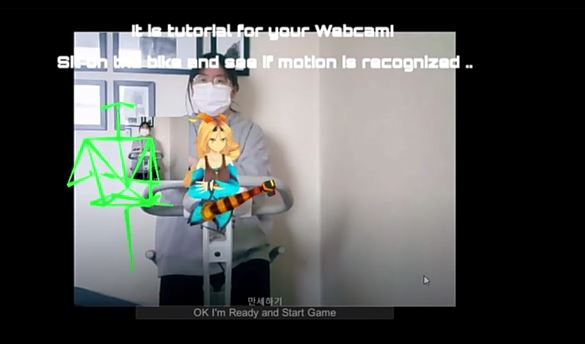 It is tutorial for your Webcam!
Sit on the bike and see if motion is recognized ..
만세하기
OK I'm Ready and Start Game